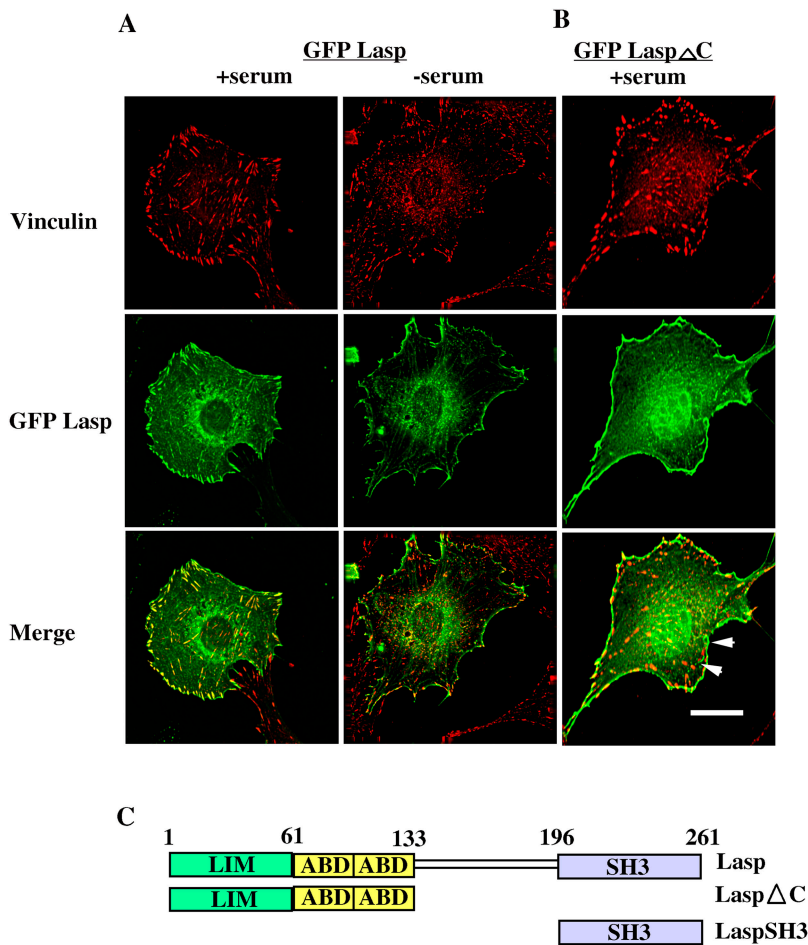 A
B
GFP Lasp
GFP Lasp△C
+serum
-serum
+serum
Vinculin
GFP Lasp
Merge
C
1
61
133
196
261
LIM
ABD
ABD
SH3
Lasp
LIM
ABD
ABD
Lasp△C
SH3
LaspSH3